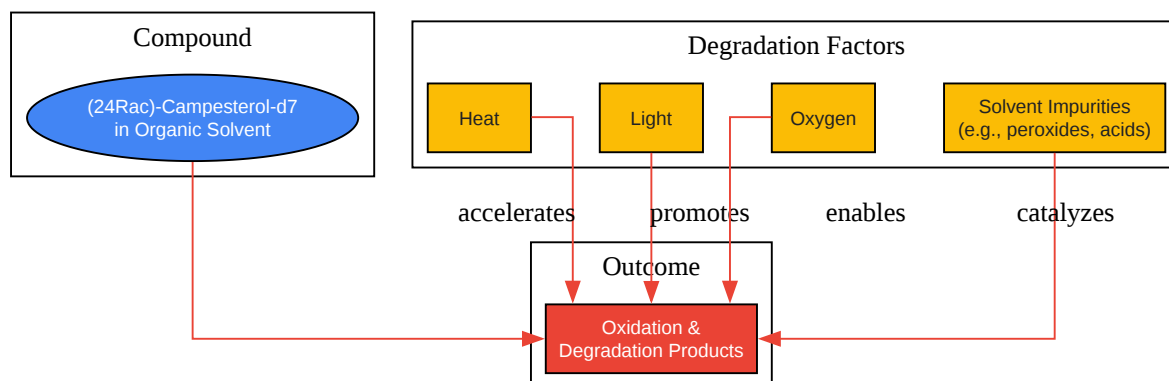 Compound
(24Rac)-Campesterol-d7
in Organic Solvent
Degradation Factors
Heat
Light
Oxygen
Solvent Impurities
(e.g., peroxides, acids)
accelerates
promotes
enables
catalyzes
Outcome
Oxidation &
Degradation Products